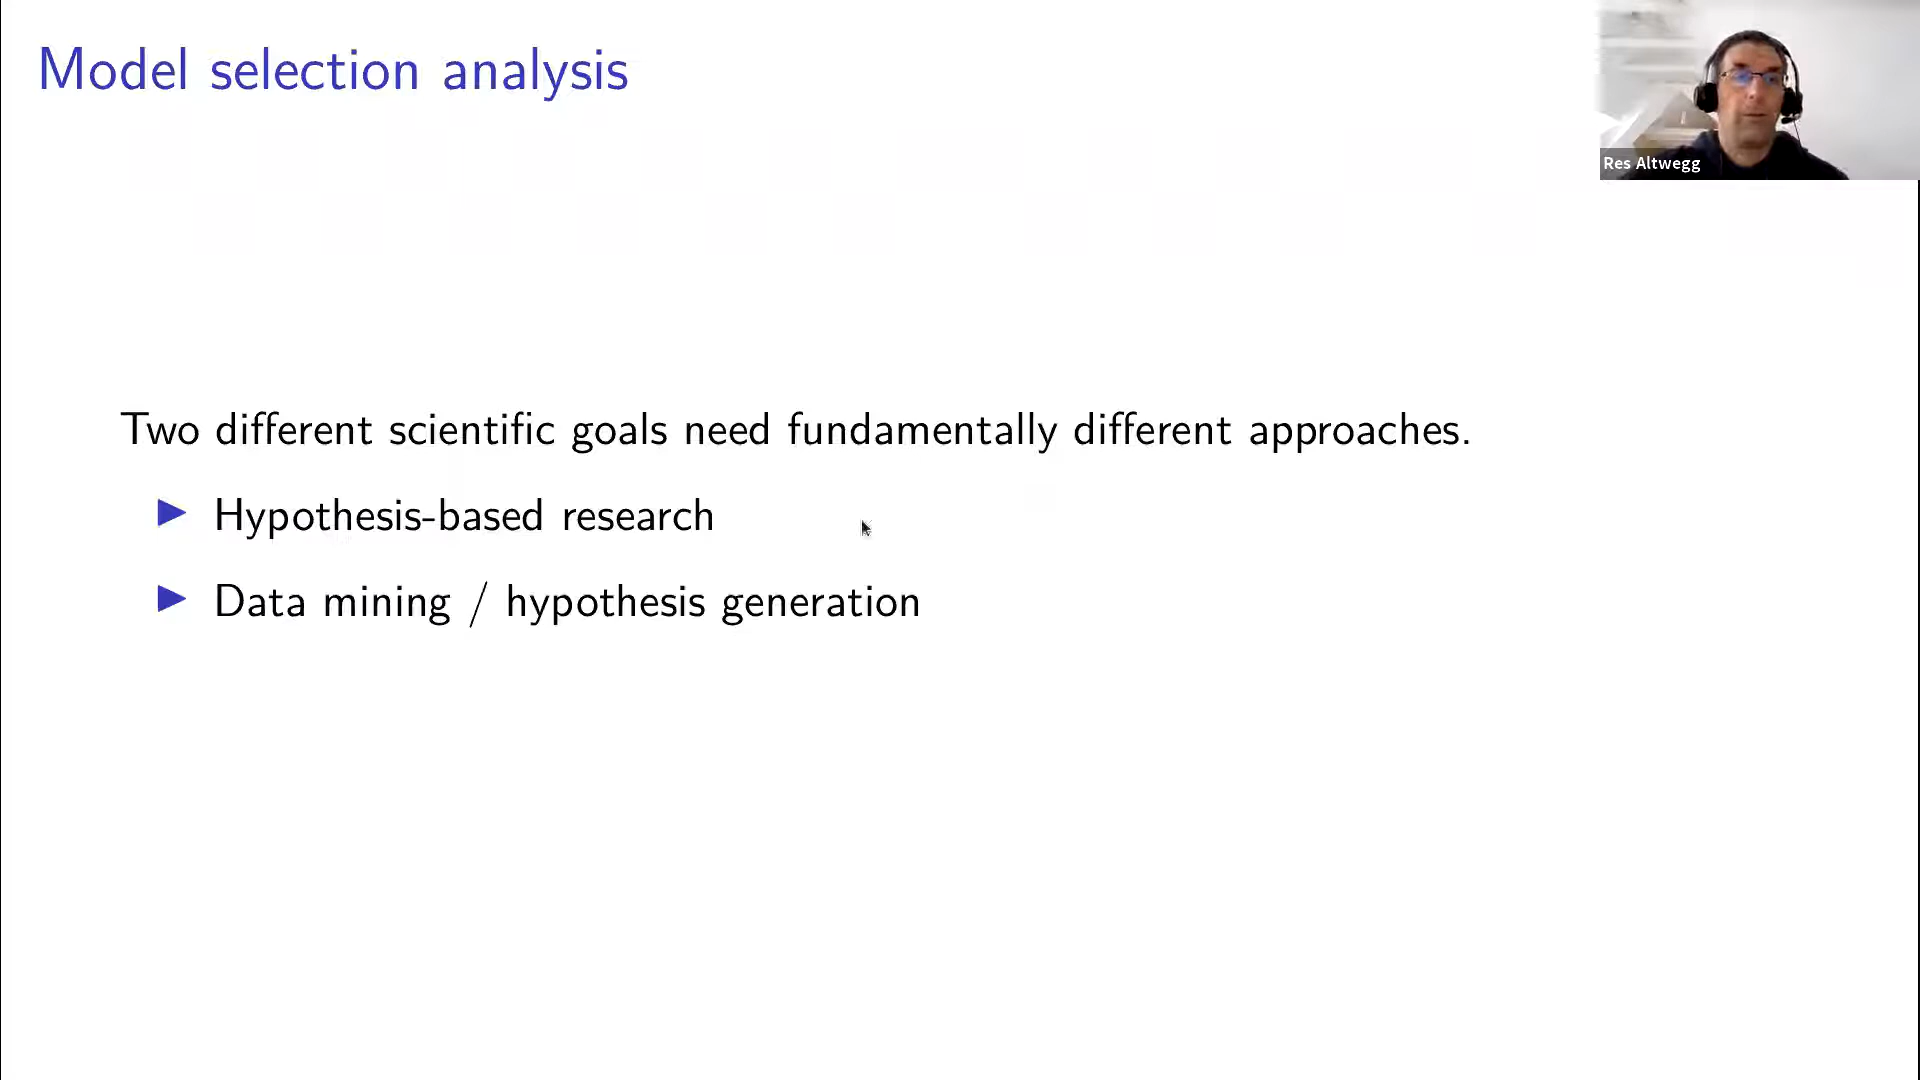 Model selection analysis
Res Altwegg
Two different scientific goals need fundamentally different approaches.
Hypothesis-based research
Data mining / hypothesis generation